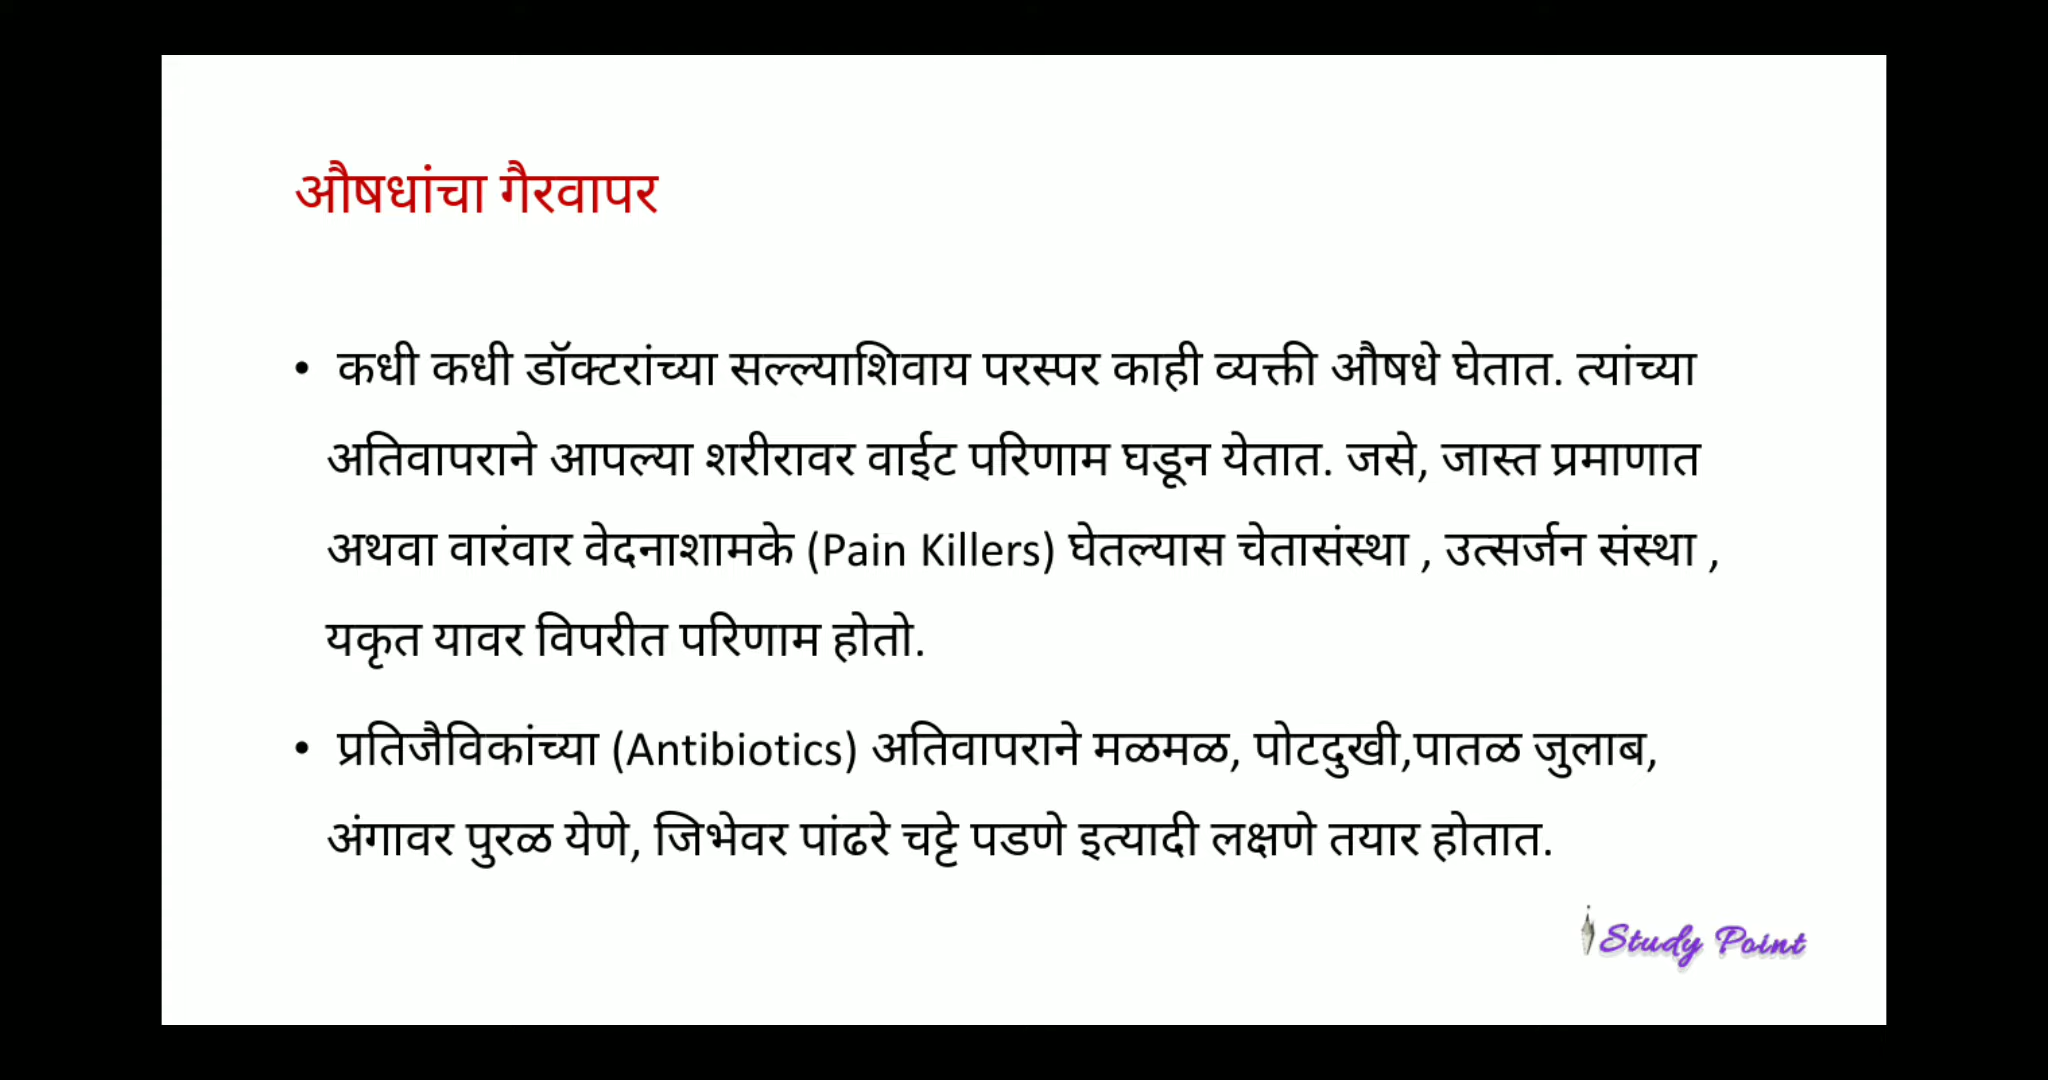 औषधांचा गैरवापर
• कधी कधी डॉक्टरांच्या सल्ल्याशिवाय परस्पर काही व्यक्ती औषधे घेतात. त्यांच्या
अतिवापराने आपल्या शरीरावर वाईट परिणाम घडून येतात. जसे, जास्त प्रमाणात
अथवा वारंवार वेदनाशामके (Pain Killers) घेतल्यास चेतासंस्था , उत्सर्जन संस्था ,
यकृत यावर विपरीत परिणाम होतो.
• प्रतिजैविकांच्या (Antibiotics) अतिवापराने मळमळ, पोटदुखी,पातळ जुलाब,
अंगावर पुरळ येणे, जिभेवर पांढरे चट्टे पडणे इत्यादी लक्षणे तयार होतात.
Study Point